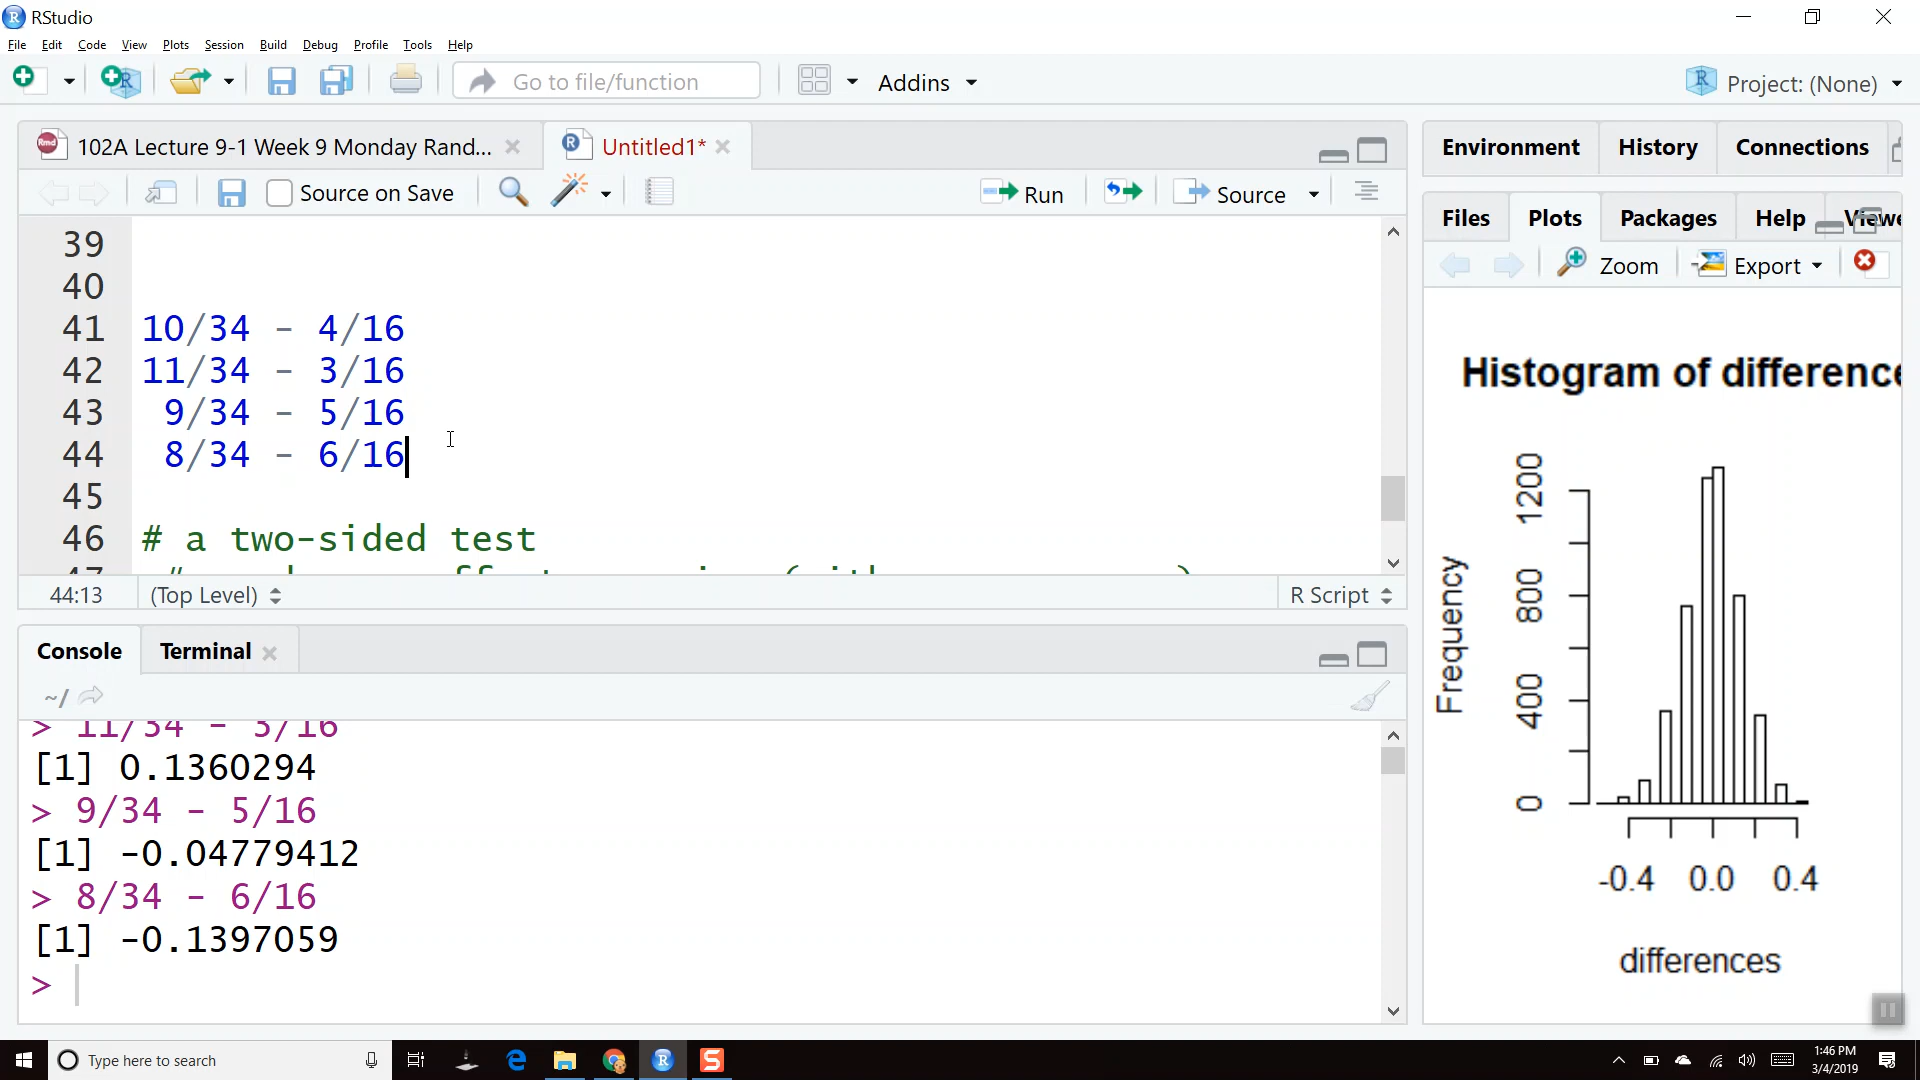 RStudio
File Edit Code View Plots Session Build Debug Profile Tools Help
Go to file/function
Addins
Project: (None)
102A Lecture 9-1 Week 9 Monday Rand...
Untitled1*
Source on Save
Run
Source
39
40
41 10/34 - 4/16
42 11/34 - 3/16
43 9/34 - 5/16
44 8/34 - 6/16
45
46 # a two-sided test
44:13 (Top Level) R Script
Console Terminal
~/
> 11/34 - 3/16
[1] 0.1360294
> 9/34 - 5/16
[1] -0.04779412
> 8/34 - 6/16
[1] -0.1397059
>
Environment History Connections
Files Plots Packages Help Viewe
Zoom Export
Histogram of difference
Frequency
0 400 800 1200
-0.4 0.0 0.4
differences
Type here to search
1:46 PM
3/4/2019